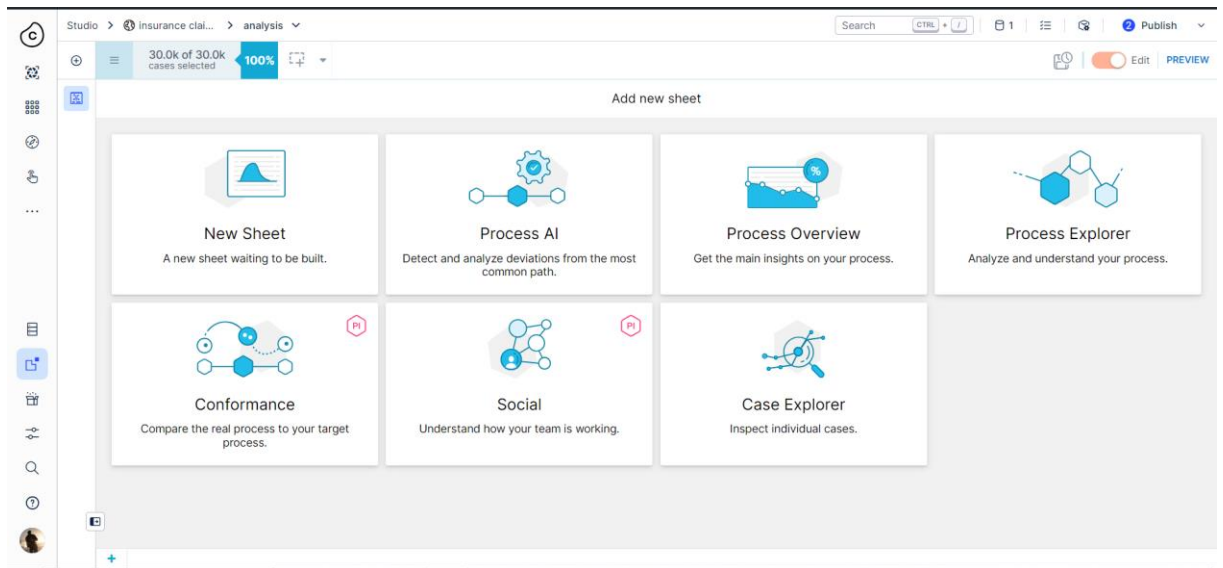 Studio > insurance clai... > analysis
Search CTRL + / 1 2 Publish
30.0k of 30.0k
cases selected
100%
Edit PREVIEW
Add new sheet
New Sheet
A new sheet waiting to be built.
Process AI
Detect and analyze deviations from the most
common path.
%
Process Overview
Get the main insights on your process.
Process Explorer
Analyze and understand your process.
PI
Conformance
Compare the real process to your target
process.
PI
Social
Understand how your team is working.
Case Explorer
Inspect individual cases.